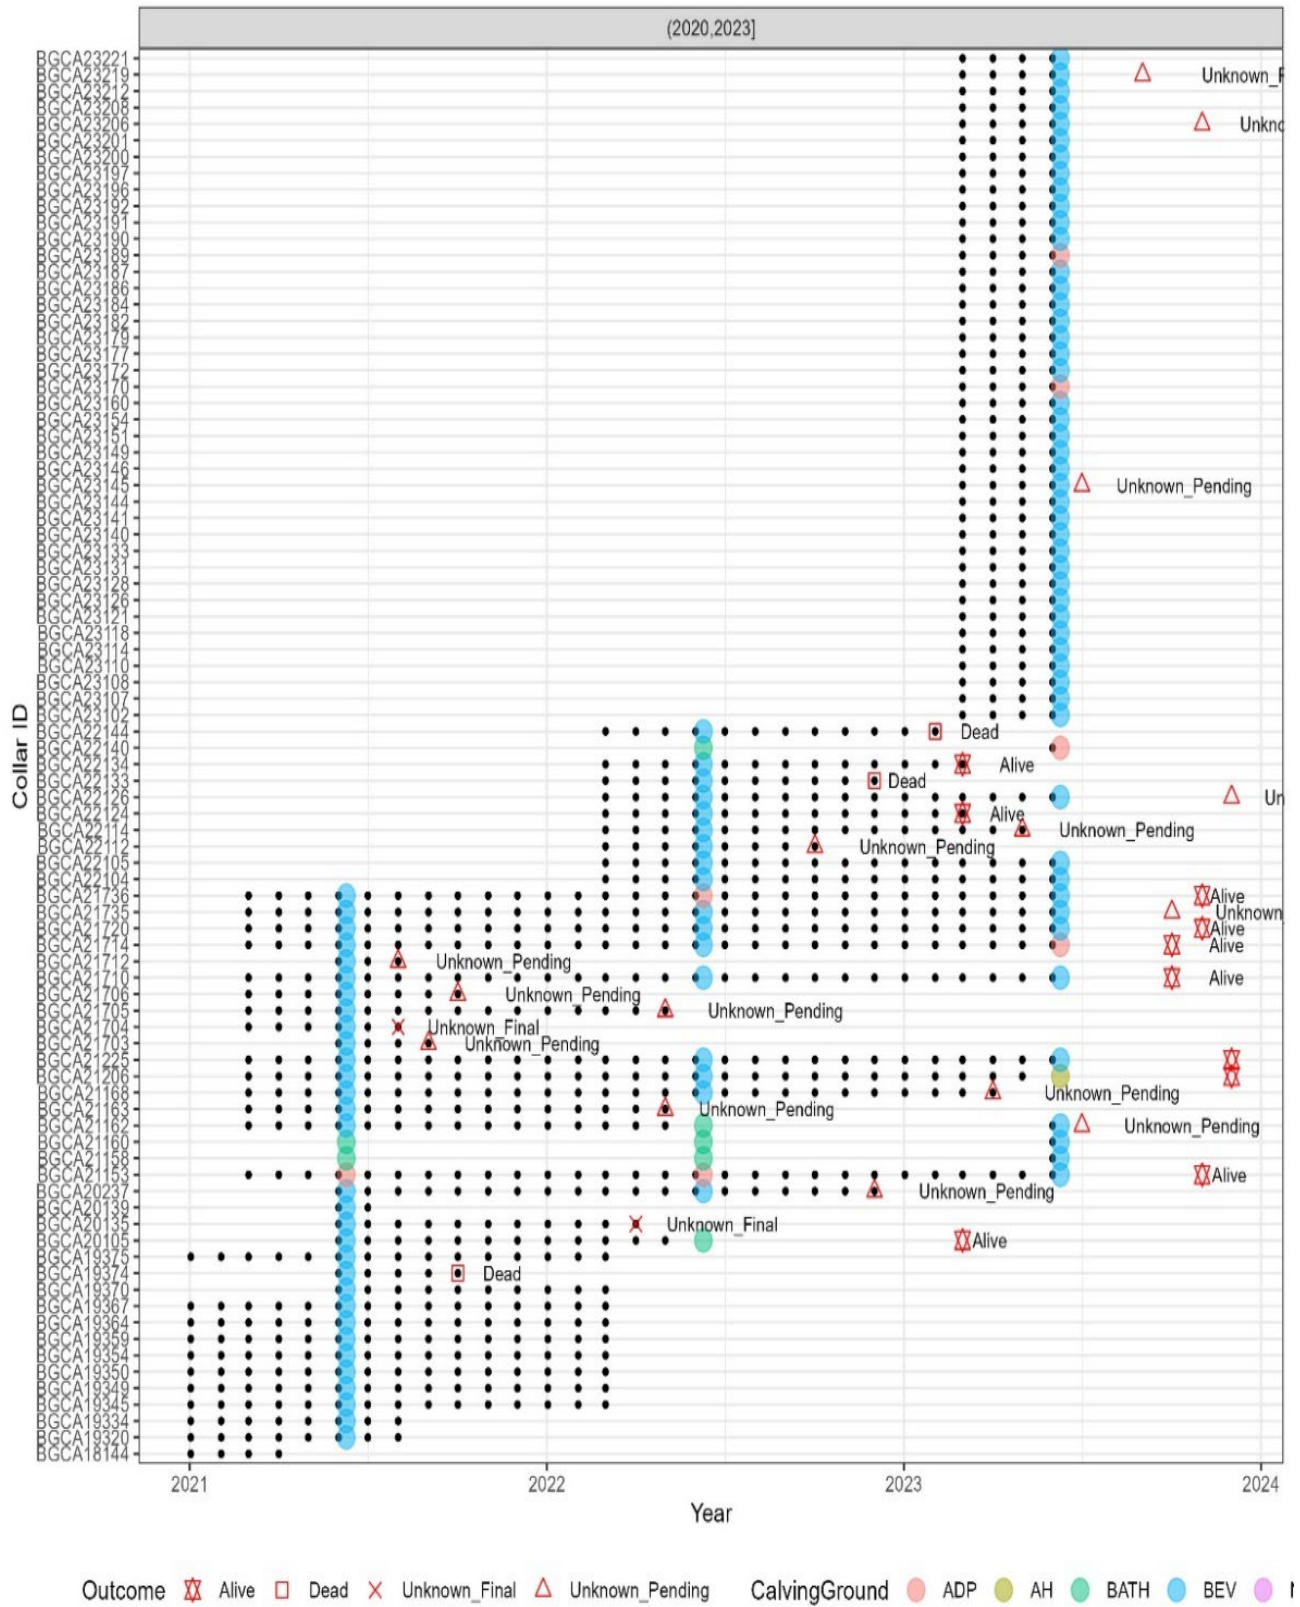 (2020,2023]
BGCA23221
BGCA23219
Unknown_F
BGCA23212
BGCA23208
BGCA23206
Unkno
BGCA23201
BGCA23200
BGCA23197
BGCA23196
BGCA23192
BGCA23191
BGCA23190
BGCA23189
BGCA23187
BGCA23186
BGCA23184
BGCA23182
BGCA23179
BGCA23177
BGCA23172
BGCA23170
BGCA23160
BGCA23154
BGCA23151
BGCA23149
BGCA23146
BGCA23145
Unknown_Pending
BGCA23144
BGCA23141
BGCA23140
BGCA23133
BGCA23131
BGCA23128
BGCA23126
BGCA23121
BGCA23118
BGCA23114
BGCA23110
BGCA23108
BGCA23107
BGCA23102
BGCA22144
Dead
BGCA22140
BGCA22134
Alive
BGCA22133
Dead
BGCA22126
Un
BGCA22124
Alive
BGCA22114
Unknown_Pending
BGCA22112
Unknown_Pending
BGCA22105
BGCA22104
BGCA21736
Alive
BGCA21735
Unknown
BGCA21720
Alive
BGCA21714
Alive
BGCA21712
Unknown_Pending
BGCA21710
Alive
BGCA21706
Unknown_Pending
BGCA21705
Unknown_Pending
BGCA21704
Unknown_Final
BGCA21703
Unknown_Pending
BGCA21225
BGCA21206
BGCA21168
Unknown_Pending
BGCA21163
Unknown_Pending
BGCA21162
Unknown_Pending
BGCA21160
BGCA21158
BGCA21153
Alive
BGCA20237
Unknown_Pending
BGCA20139
BGCA20135
Unknown_Final
BGCA20105
Alive
BGCA19375
BGCA19374
Dead
BGCA19370
BGCA19367
BGCA19364
BGCA19359
BGCA19354
BGCA19350
BGCA19349
BGCA19345
BGCA19334
BGCA19320
BGCA18144
Collar ID
2021 2022 2023 2024
Year
Outcome Alive Dead Unknown_Final Unknown_Pending CalvingGround ADP AH BATH BEV